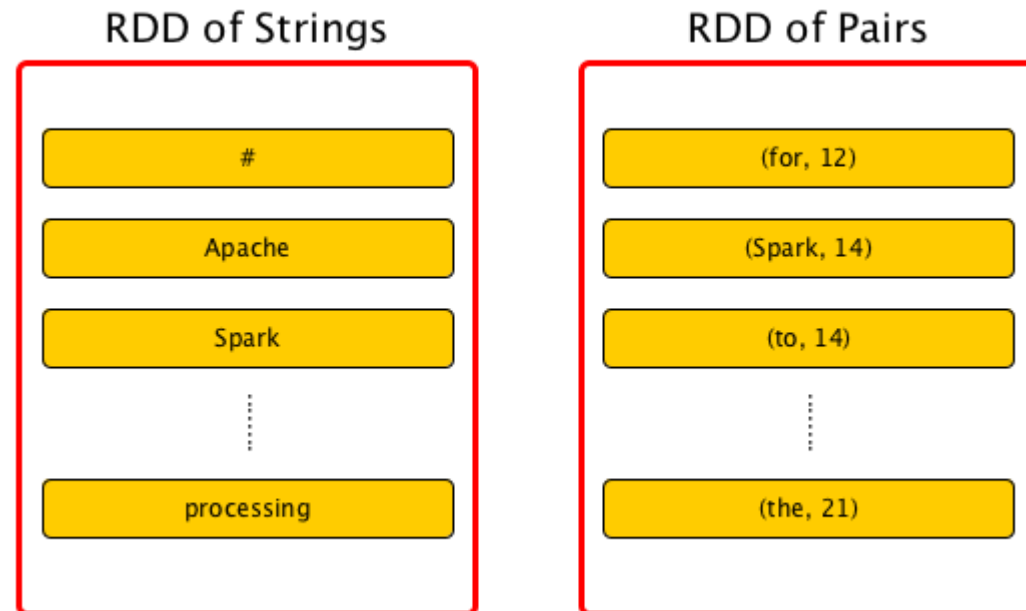 RDD of Strings
#
Apache
Spark
processing
RDD of Pairs
(for, 12)
(Spark, 14)
(to, 14)
(the, 21)